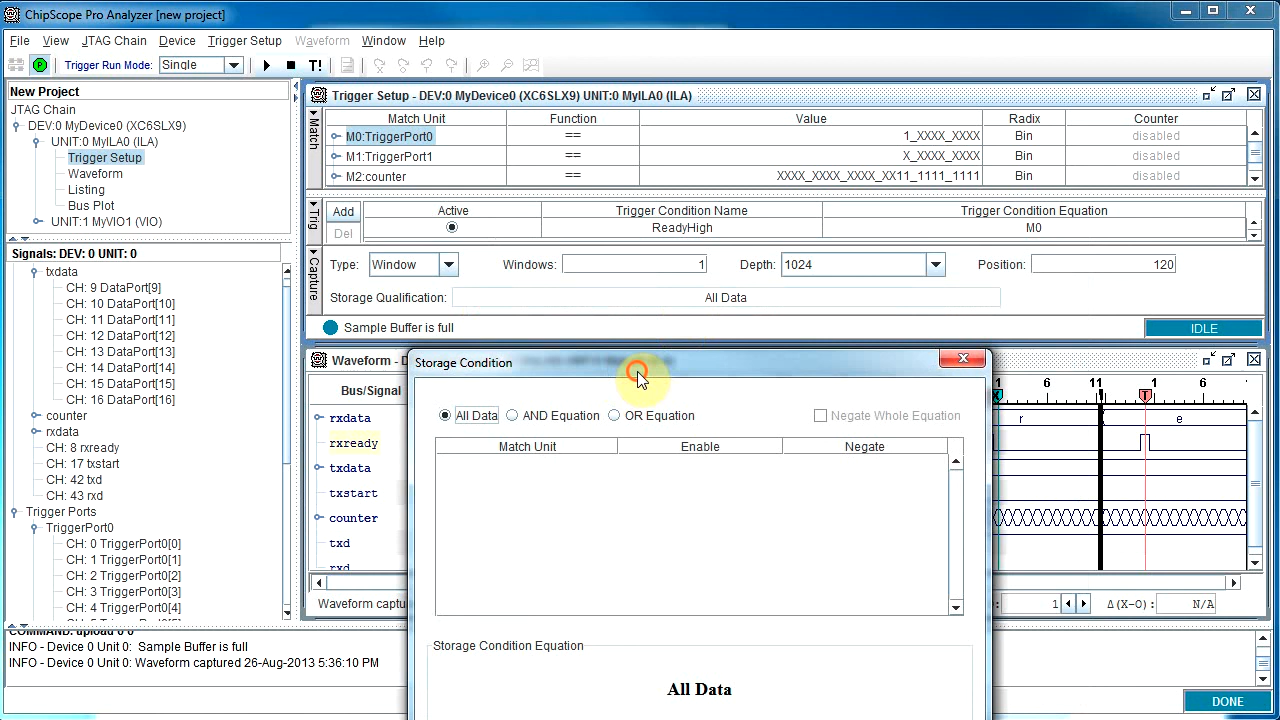 ChipScope Pro Analyzer [new project]
File View JTAG Chain Device Trigger Setup Waveform Window Help
P Trigger Run Mode: Single T!
New Project
JTAG Chain
DEV:0 MyDevice0 (XC6SLX9)
UNIT:0 MyILA0 (ILA)
Trigger Setup
Waveform
Listing
Bus Plot
UNIT:1 MyVIO1 (VIO)
Signals: DEV: 0 UNIT: 0
txdata
CH: 9 DataPort[9]
CH: 10 DataPort[10]
CH: 11 DataPort[11]
CH: 12 DataPort[12]
CH: 13 DataPort[13]
CH: 14 DataPort[14]
CH: 15 DataPort[15]
CH: 16 DataPort[16]
counter
rxdata
CH: 8 rxready
CH: 17 txstart
CH: 42 txd
CH: 43 rxd
Trigger Ports
TriggerPort0
CH: 0 TriggerPort0[0]
CH: 1 TriggerPort0[1]
CH: 2 TriggerPort0[2]
CH: 3 TriggerPort0[3]
CH: 4 TriggerPort0[4]
Trigger Setup - DEV:0 MyDevice0 (XC6SLX9) UNIT:0 MyILA0 (ILA)
Match
Match Unit Function Value Radix Counter
M0:TriggerPort0 == 1_XXXX_XXXX Bin disabled
M1:TriggerPort1 == X_XXXX_XXXX Bin disabled
M2:counter == XXXX_XXXX_XXXX_XX11_1111_1111 Bin disabled
Trig
Add Active Trigger Condition Name Trigger Condition Equation
Del ReadyHigh M0
Capture
Type: Window Windows: 1 Depth: 1024 Position: 120
Storage Qualification: All Data
Sample Buffer is full IDLE
Waveform - D
Bus/Signal 1 6 11 1 6
X T
rxdata r e
rxready
txdata
txstart
counter
txd
rxd
Waveform captu 1 Δ(X-O): N/A
Storage Condition
All Data AND Equation OR Equation Negate Whole Equation
Match Unit Enable Negate
Storage Condition Equation
All Data
COMMAND: upload 0 0
INFO - Device 0 Unit 0: Sample Buffer is full
INFO - Device 0 Unit 0: Waveform captured 26-Aug-2013 5:36:10 PM
DONE